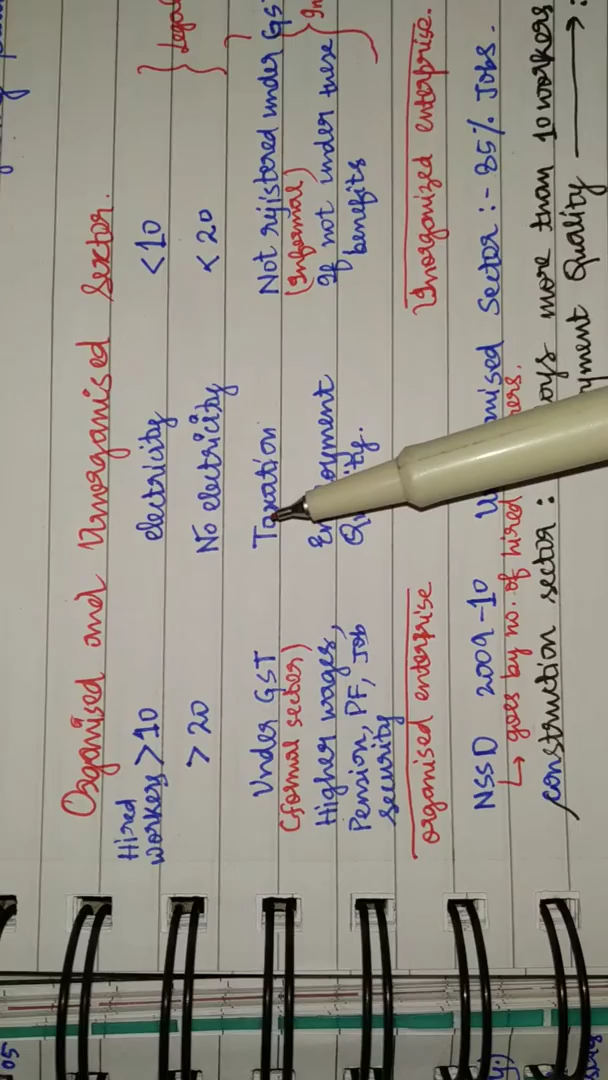 Organised and Unorganised Sector.
Hired workers >10 electricity <10
>20 No electricity <20
Under GST Taxation Not registered under GS
(formal sector) (Informal)
Higher wages, If not under these
Pension, PF, Job benefits
security
organised enterprise Unorganized enterprise.
NSSO 2009-10 Sector :- 85% Jobs.
↳ goes by no. of hired
construction sector : more than 10 workers
Quality →
05